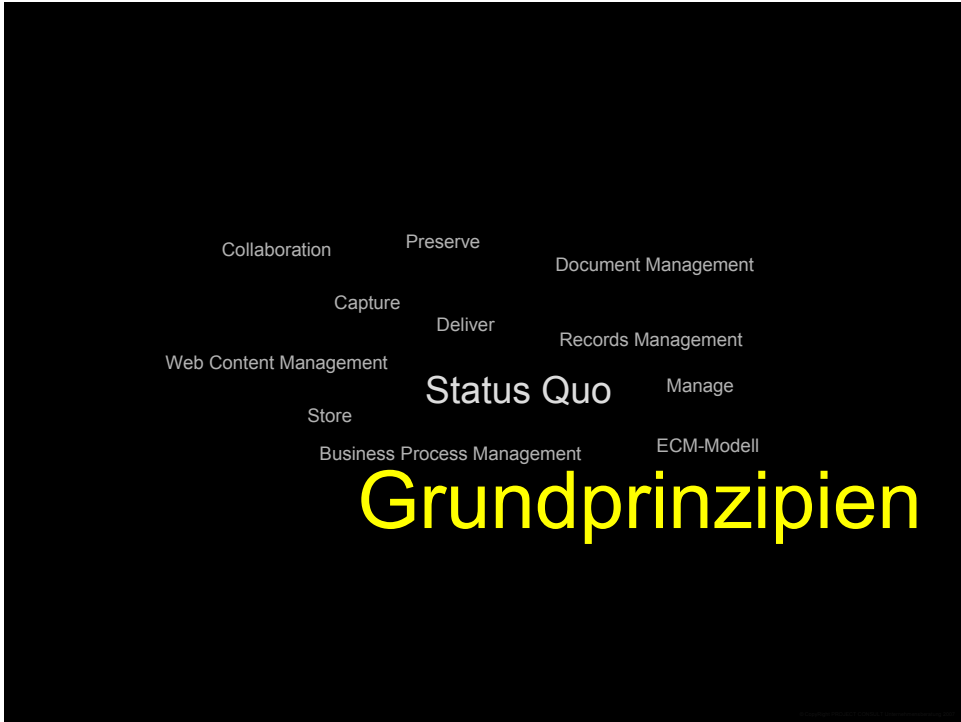 Preserve
Collaboration
Document Management
Capture
Deliver
Records Management
Web Content Management
Status Quo
Manage
Store
Business Process Management
ECM-Modell
Grundprinzipien